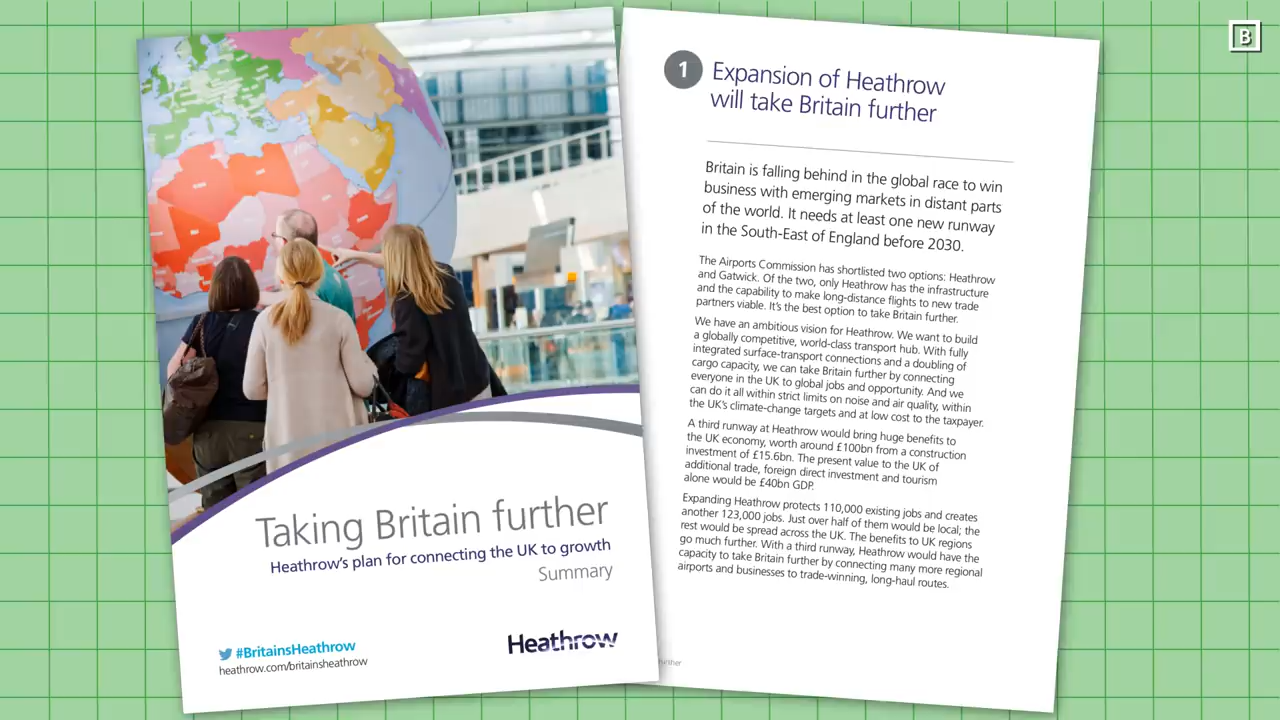 Taking Britain further
Heathrow's plan for connecting the UK to growth
Summary
#BritainsHeathrow
heathrow.com/britainsheathrow
Heathrow
1
Expansion of Heathrow
will take Britain further
Britain is falling behind in the global race to win
business with emerging markets in distant parts
of the world. It needs at least one new runway
in the South-East of England before 2030.
The Airports Commission has shortlisted two options: Heathrow
and Gatwick. Of the two, only Heathrow has the infrastructure
and the capability to make long-distance flights to new trade
partners viable. It's the best option to take Britain further.
We have an ambitious vision for Heathrow. We want to build
a globally competitive, world-class transport hub. With fully
integrated surface-transport connections and a doubling of
cargo capacity, we can take Britain further by connecting
everyone in the UK to global jobs and opportunity. And we
can do it all within strict limits on noise and air quality, within
the UK's climate-change targets and at low cost to the taxpayer.
A third runway at Heathrow would bring huge benefits to
the UK economy, worth around £100bn from a construction
investment of £15.6bn. The present value to the UK of
additional trade, foreign direct investment and tourism
alone would be £40bn GDP.
Expanding Heathrow protects 110,000 existing jobs and creates
another 123,000 jobs. Just over half of them would be local; the
rest would be spread across the UK. The benefits to UK regions
go much further. With a third runway, Heathrow would have the
capacity to take Britain further by connecting many more regional
airports and businesses to trade-winning, long-haul routes.
B